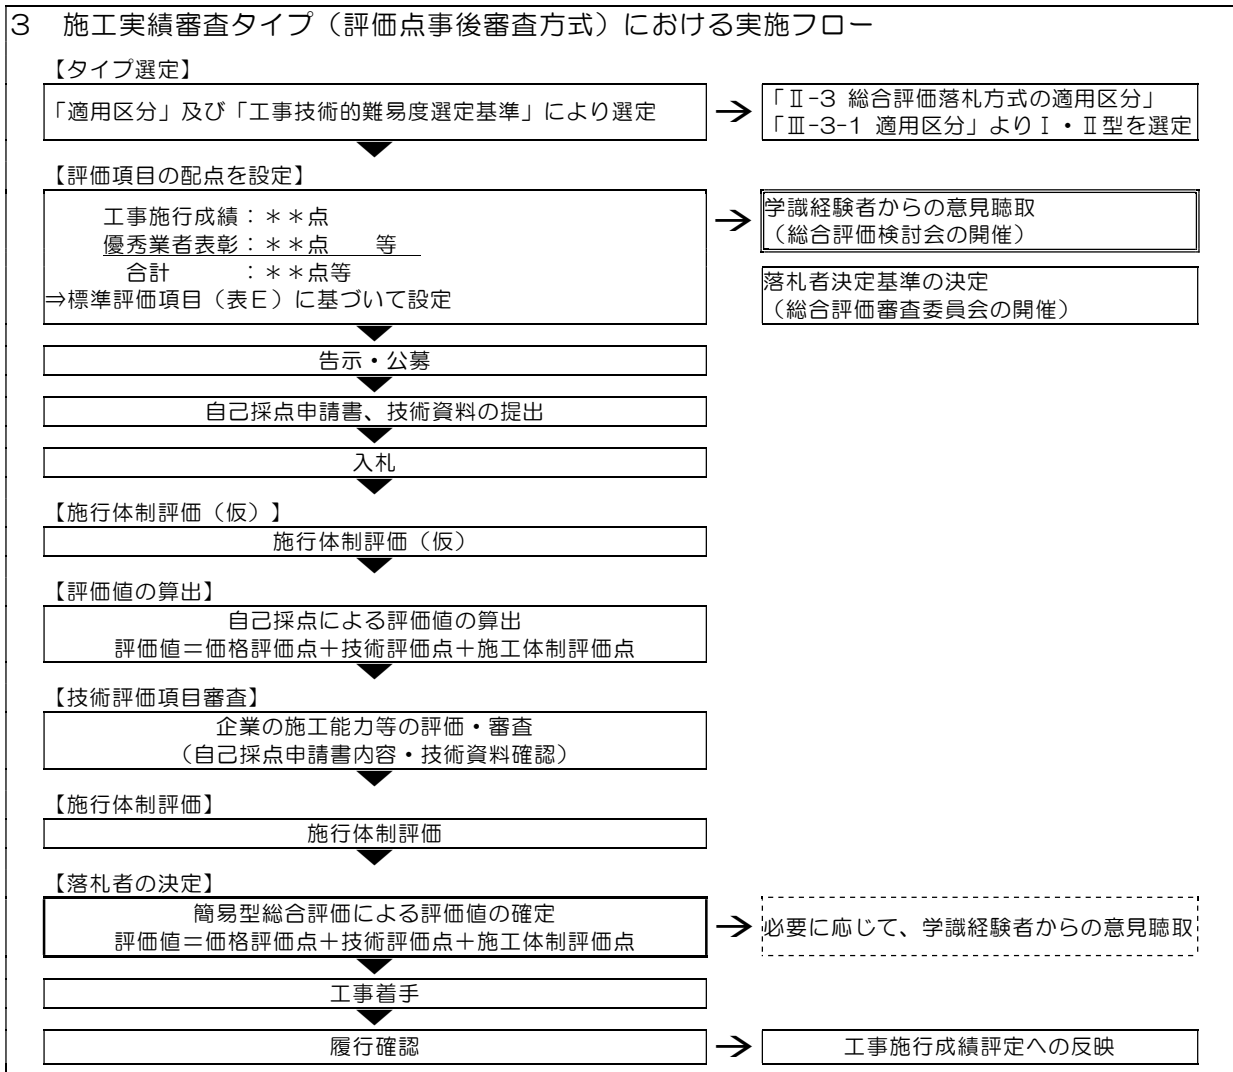 3 施工実績審査タイプ（評価点事後審査方式）における実施フロー
【タイプ選定】
「適用区分」及び「工事技術的難易度選定基準」により選定
→
「Ⅱ-3 総合評価落札方式の適用区分」
「Ⅲ-3-1 適用区分」よりⅠ・Ⅱ型を選定
【評価項目の配点を設定】
工事施行成績：＊＊点
優秀業者表彰：＊＊点 等
合計 ：＊＊点等
⇒標準評価項目（表E）に基づいて設定
→
学識経験者からの意見聴取
（総合評価検討会の開催）
落札者決定基準の決定
（総合評価審査委員会の開催）
告示・公募
自己採点申請書、技術資料の提出
入札
【施行体制評価（仮）】
施行体制評価（仮）
【評価値の算出】
自己採点による評価値の算出
評価値＝価格評価点＋技術評価点＋施工体制評価点
【技術評価項目審査】
企業の施工能力等の評価・審査
（自己採点申請書内容・技術資料確認）
【施行体制評価】
施行体制評価
【落札者の決定】
簡易型総合評価による評価値の確定
評価値＝価格評価点＋技術評価点＋施工体制評価点
→
必要に応じて、学識経験者からの意見聴取
工事着手
履行確認
→
工事施行成績評定への反映